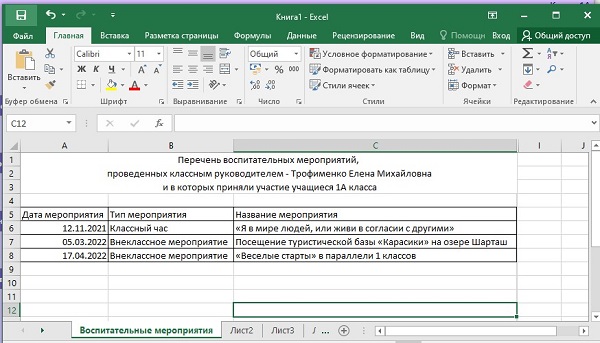 Книга1 - Excel
Файл Главная Вставка Разметка страницы Формулы Данные Рецензирование Вид Помощн Вход Общий доступ
Вставить Calibri 11 Общий Условное форматирование Вставить
Ж К Ч % 000 Форматировать как таблицу Удалить
Стили ячеек Формат
Буфер обмена Шрифт Выравнивание Число Стили Ячейки Редактирование
C12 fx
A B C I J
1 Перечень воспитательных мероприятий,
2 проведенных классным руководителем - Трофименко Елена Михайловна
3 и в которых приняли участие учащиеся 1А класса
4
5 Дата мероприятия Тип мероприятия Название мероприятия
6 12.11.2021 Классный час «Я в мире людей, или живи в согласии с другими»
7 05.03.2022 Внеклассное мероприятие Посещение туристической базы «Карасики» на озере Шарташ
8 17.04.2022 Внеклассное мероприятие «Веселые старты» в параллели 1 классов
9
10
11
12
Воспитательные мероприятия Лист2 Лист3 ...